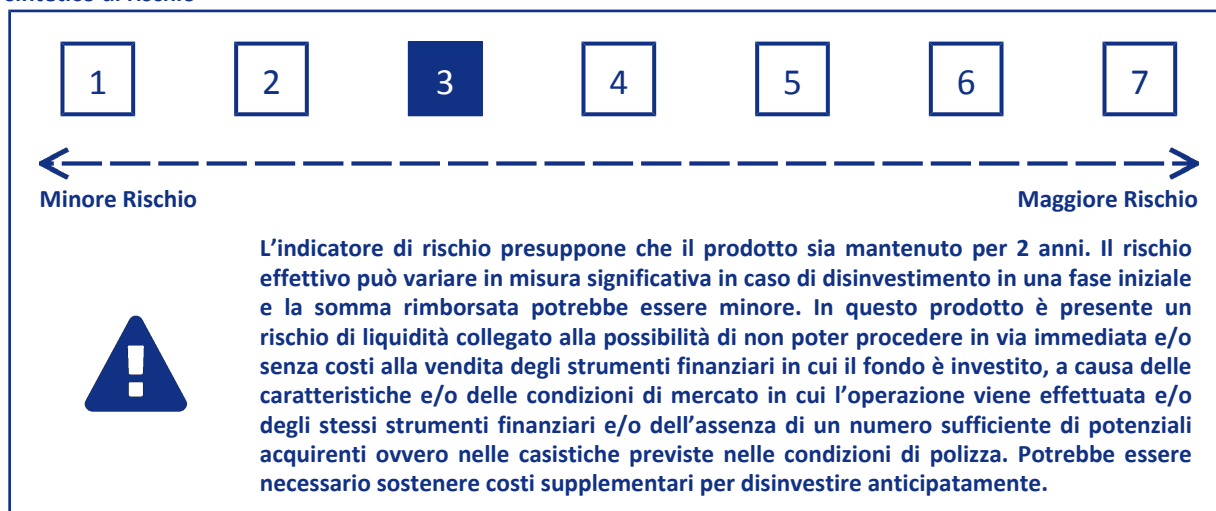 sintetico di rischio
1 2 3 4 5 6 7
Minore Rischio Maggiore Rischio
L’indicatore di rischio presuppone che il prodotto sia mantenuto per 2 anni. Il rischio
effettivo può variare in misura significativa in caso di disinvestimento in una fase iniziale
e la somma rimborsata potrebbe essere minore. In questo prodotto è presente un
rischio di liquidità collegato alla possibilità di non poter procedere in via immediata e/o
senza costi alla vendita degli strumenti finanziari in cui il fondo è investito, a causa delle
caratteristiche e/o delle condizioni di mercato in cui l’operazione viene effettuata e/o
degli stessi strumenti finanziari e/o dell’assenza di un numero sufficiente di potenziali
acquirenti ovvero nelle casistiche previste nelle condizioni di polizza. Potrebbe essere
necessario sostenere costi supplementari per disinvestire anticipatamente.